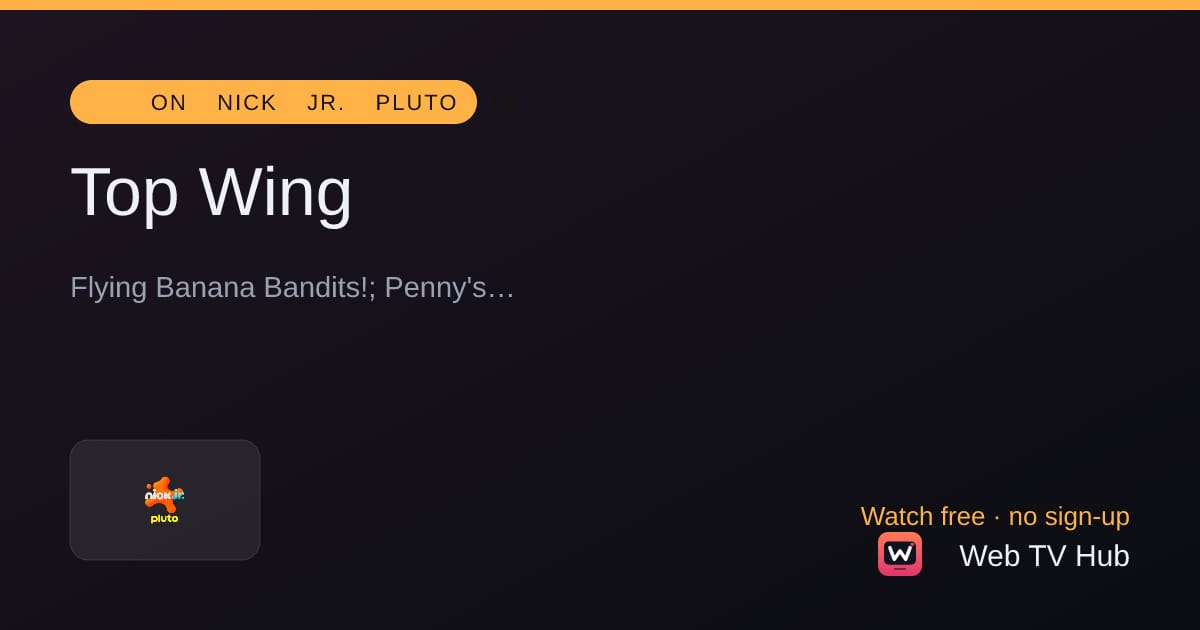 ON NICK JR. PLUTO
Top Wing
Flying Banana Bandits!; Penny's…
nick jr.
pluto
Watch free · no sign-up
W
Web TV Hub